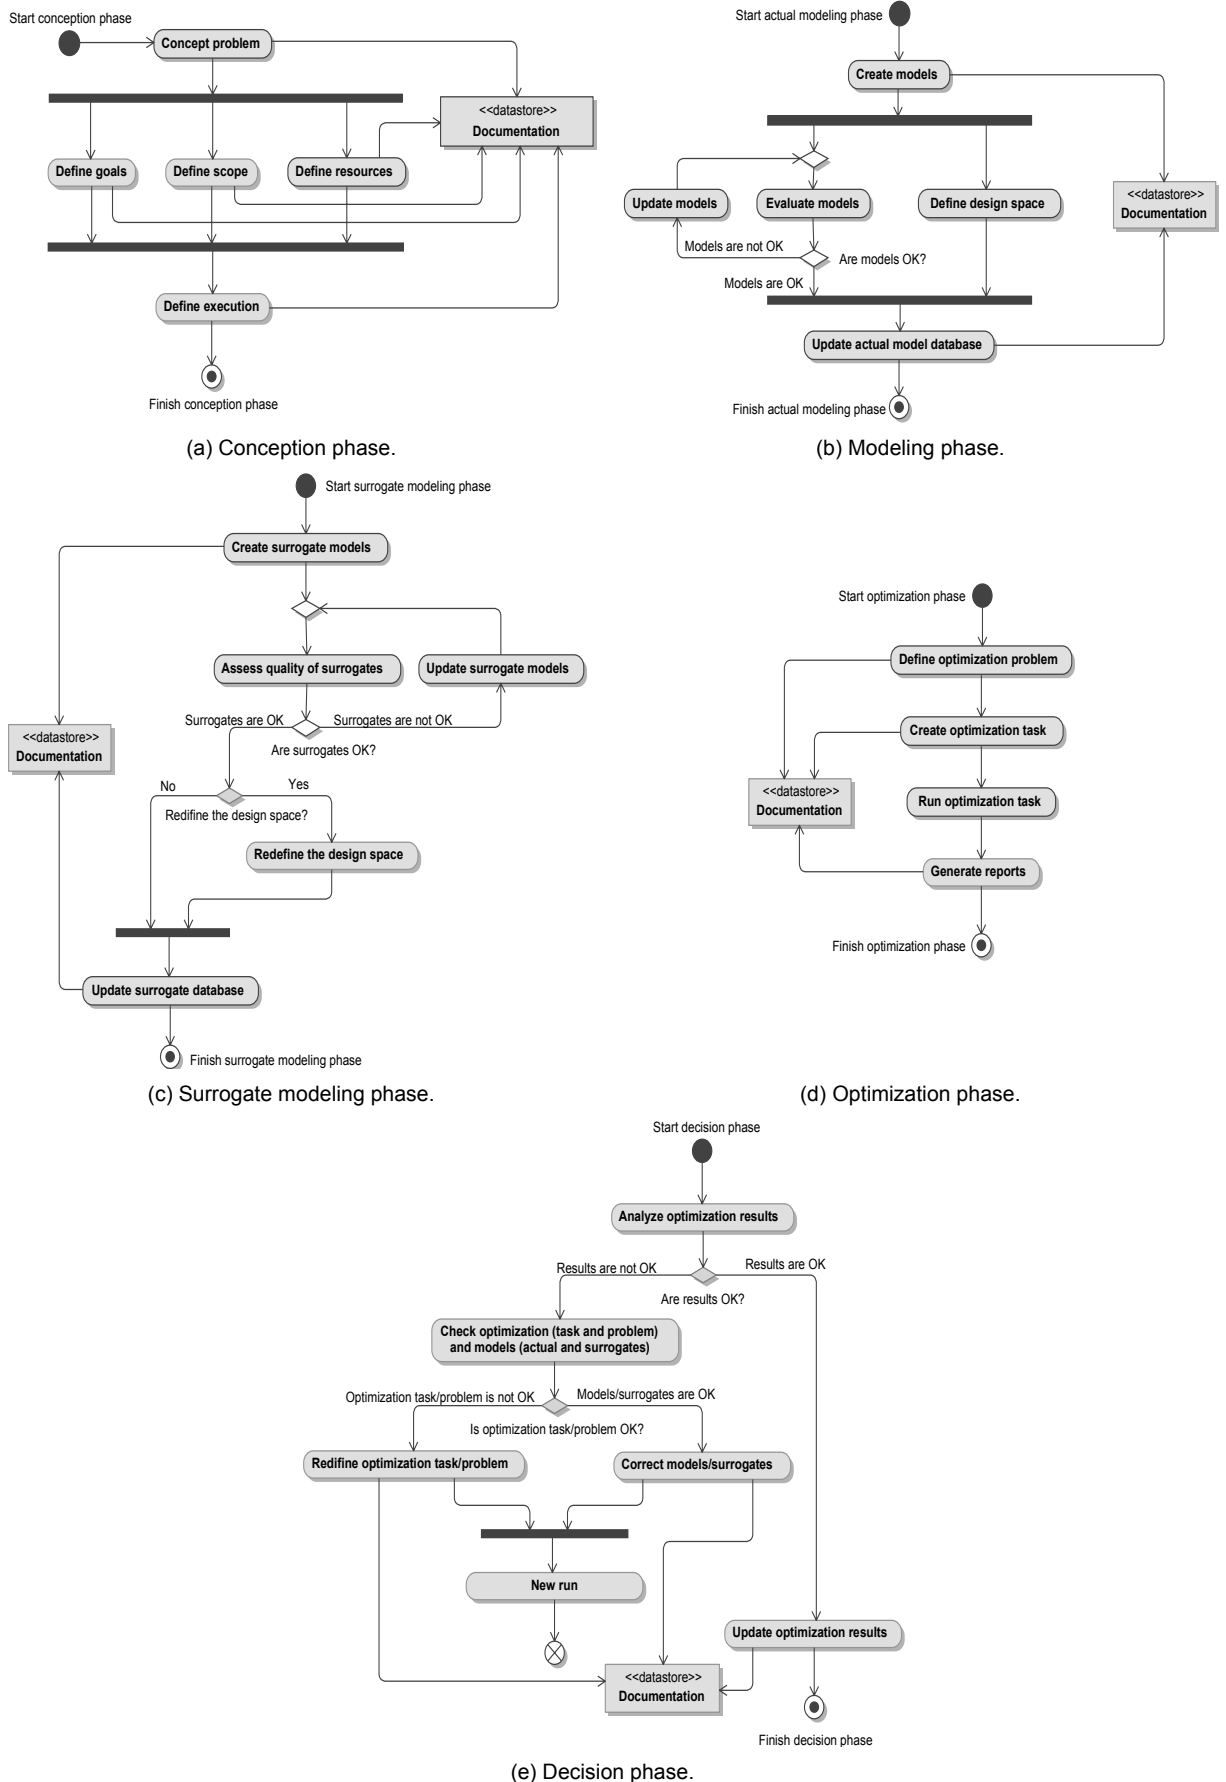 Start conception phase
Concept problem
<<datastore>>
Documentation
Define goals
Define scope
Define resources
Define execution
Finish conception phase
(a) Conception phase.
Start actual modeling phase
Create models
Update models
Evaluate models
Define design space
<<datastore>>
Documentation
Models are not OK
Are models OK?
Models are OK
Update actual model database
Finish actual modeling phase
(b) Modeling phase.
Start surrogate modeling phase
Create surrogate models
Assess quality of surrogates
Update surrogate models
Surrogates are OK
Surrogates are not OK
Are surrogates OK?
<<datastore>>
Documentation
No
Yes
Redifine the design space?
Redefine the design space
Update surrogate database
Finish surrogate modeling phase
(c) Surrogate modeling phase.
Start optimization phase
Define optimization problem
Create optimization task
<<datastore>>
Documentation
Run optimization task
Generate reports
Finish optimization phase
(d) Optimization phase.
Start decision phase
Analyze optimization results
Results are not OK
Results are OK
Are results OK?
Check optimization (task and problem)
and models (actual and surrogates)
Optimization task/problem is not OK
Models/surrogates are OK
Is optimization task/problem OK?
Redifine optimization task/problem
Correct models/surrogates
New run
Update optimization results
<<datastore>>
Documentation
Finish decision phase
(e) Decision phase.